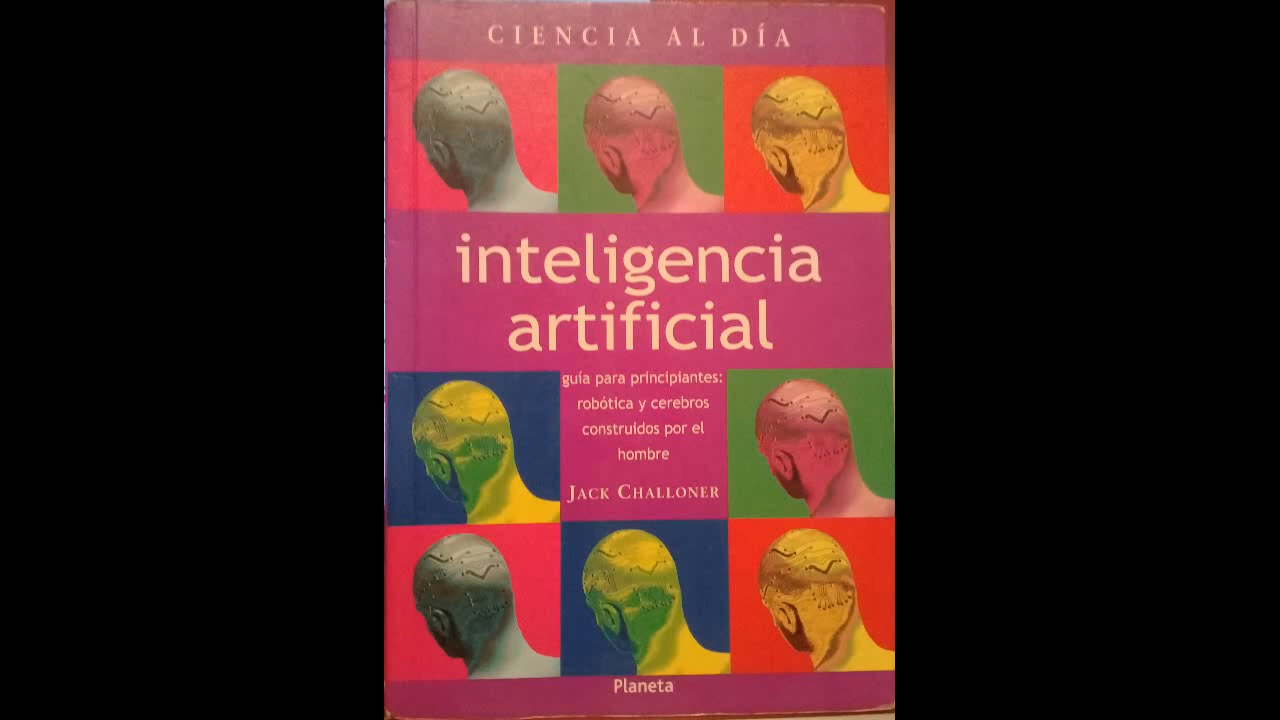 CIENCIA AL DÍA
inteligencia
artificial
guía para principiantes:
robótica y cerebros
construidos por el
hombre
JACK CHALLONER
Planeta